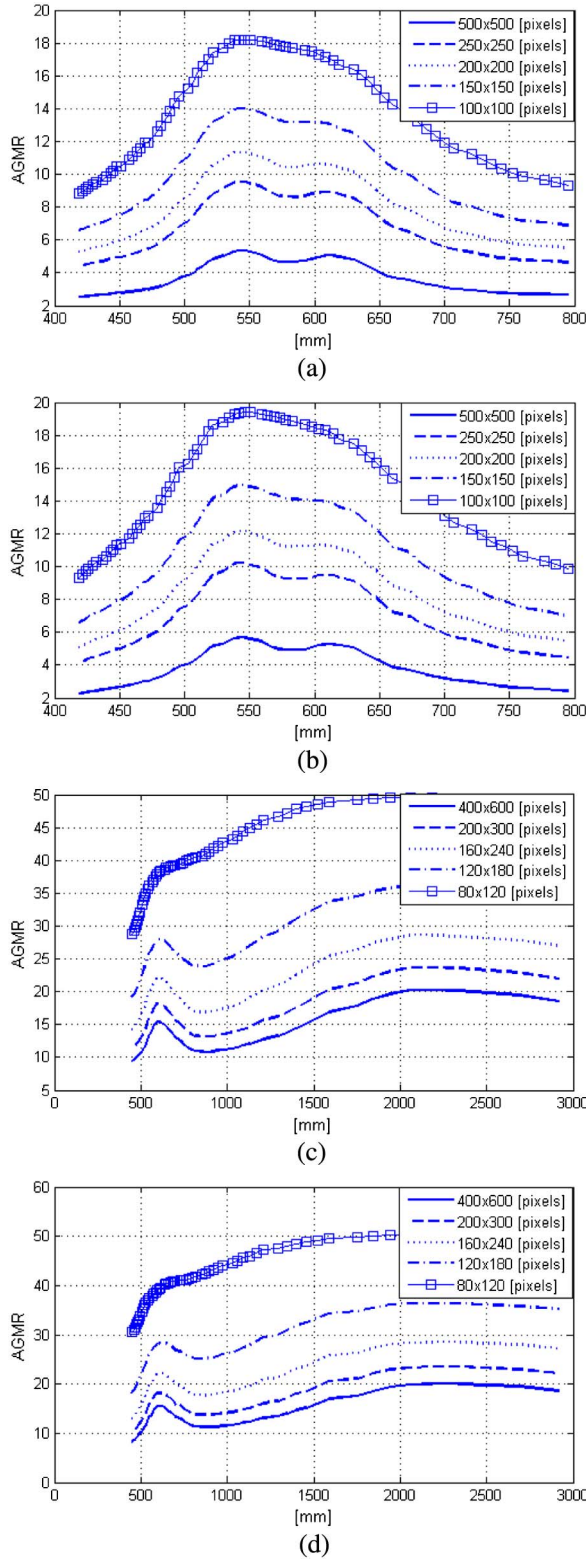 20
18
16
14
12
10
8
6
4
2
AGMR
500x500 [pixels]
250x250 [pixels]
200x200 [pixels]
150x150 [pixels]
100x100 [pixels]
400 450 500 550 600 650 700 750 800
[mm]
(a)
20
18
16
14
12
10
8
6
4
2
AGMR
500x500 [pixels]
250x250 [pixels]
200x200 [pixels]
150x150 [pixels]
100x100 [pixels]
400 450 500 550 600 650 700 750 800
[mm]
(b)
50
45
40
35
30
25
20
15
10
5
AGMR
400x600 [pixels]
200x300 [pixels]
160x240 [pixels]
120x180 [pixels]
80x120 [pixels]
0 500 1000 1500 2000 2500 3000
[mm]
(c)
60
50
40
30
20
10
0
AGMR
400x600 [pixels]
200x300 [pixels]
160x240 [pixels]
120x180 [pixels]
80x120 [pixels]
0 500 1000 1500 2000 2500 3000
[mm]
(d)